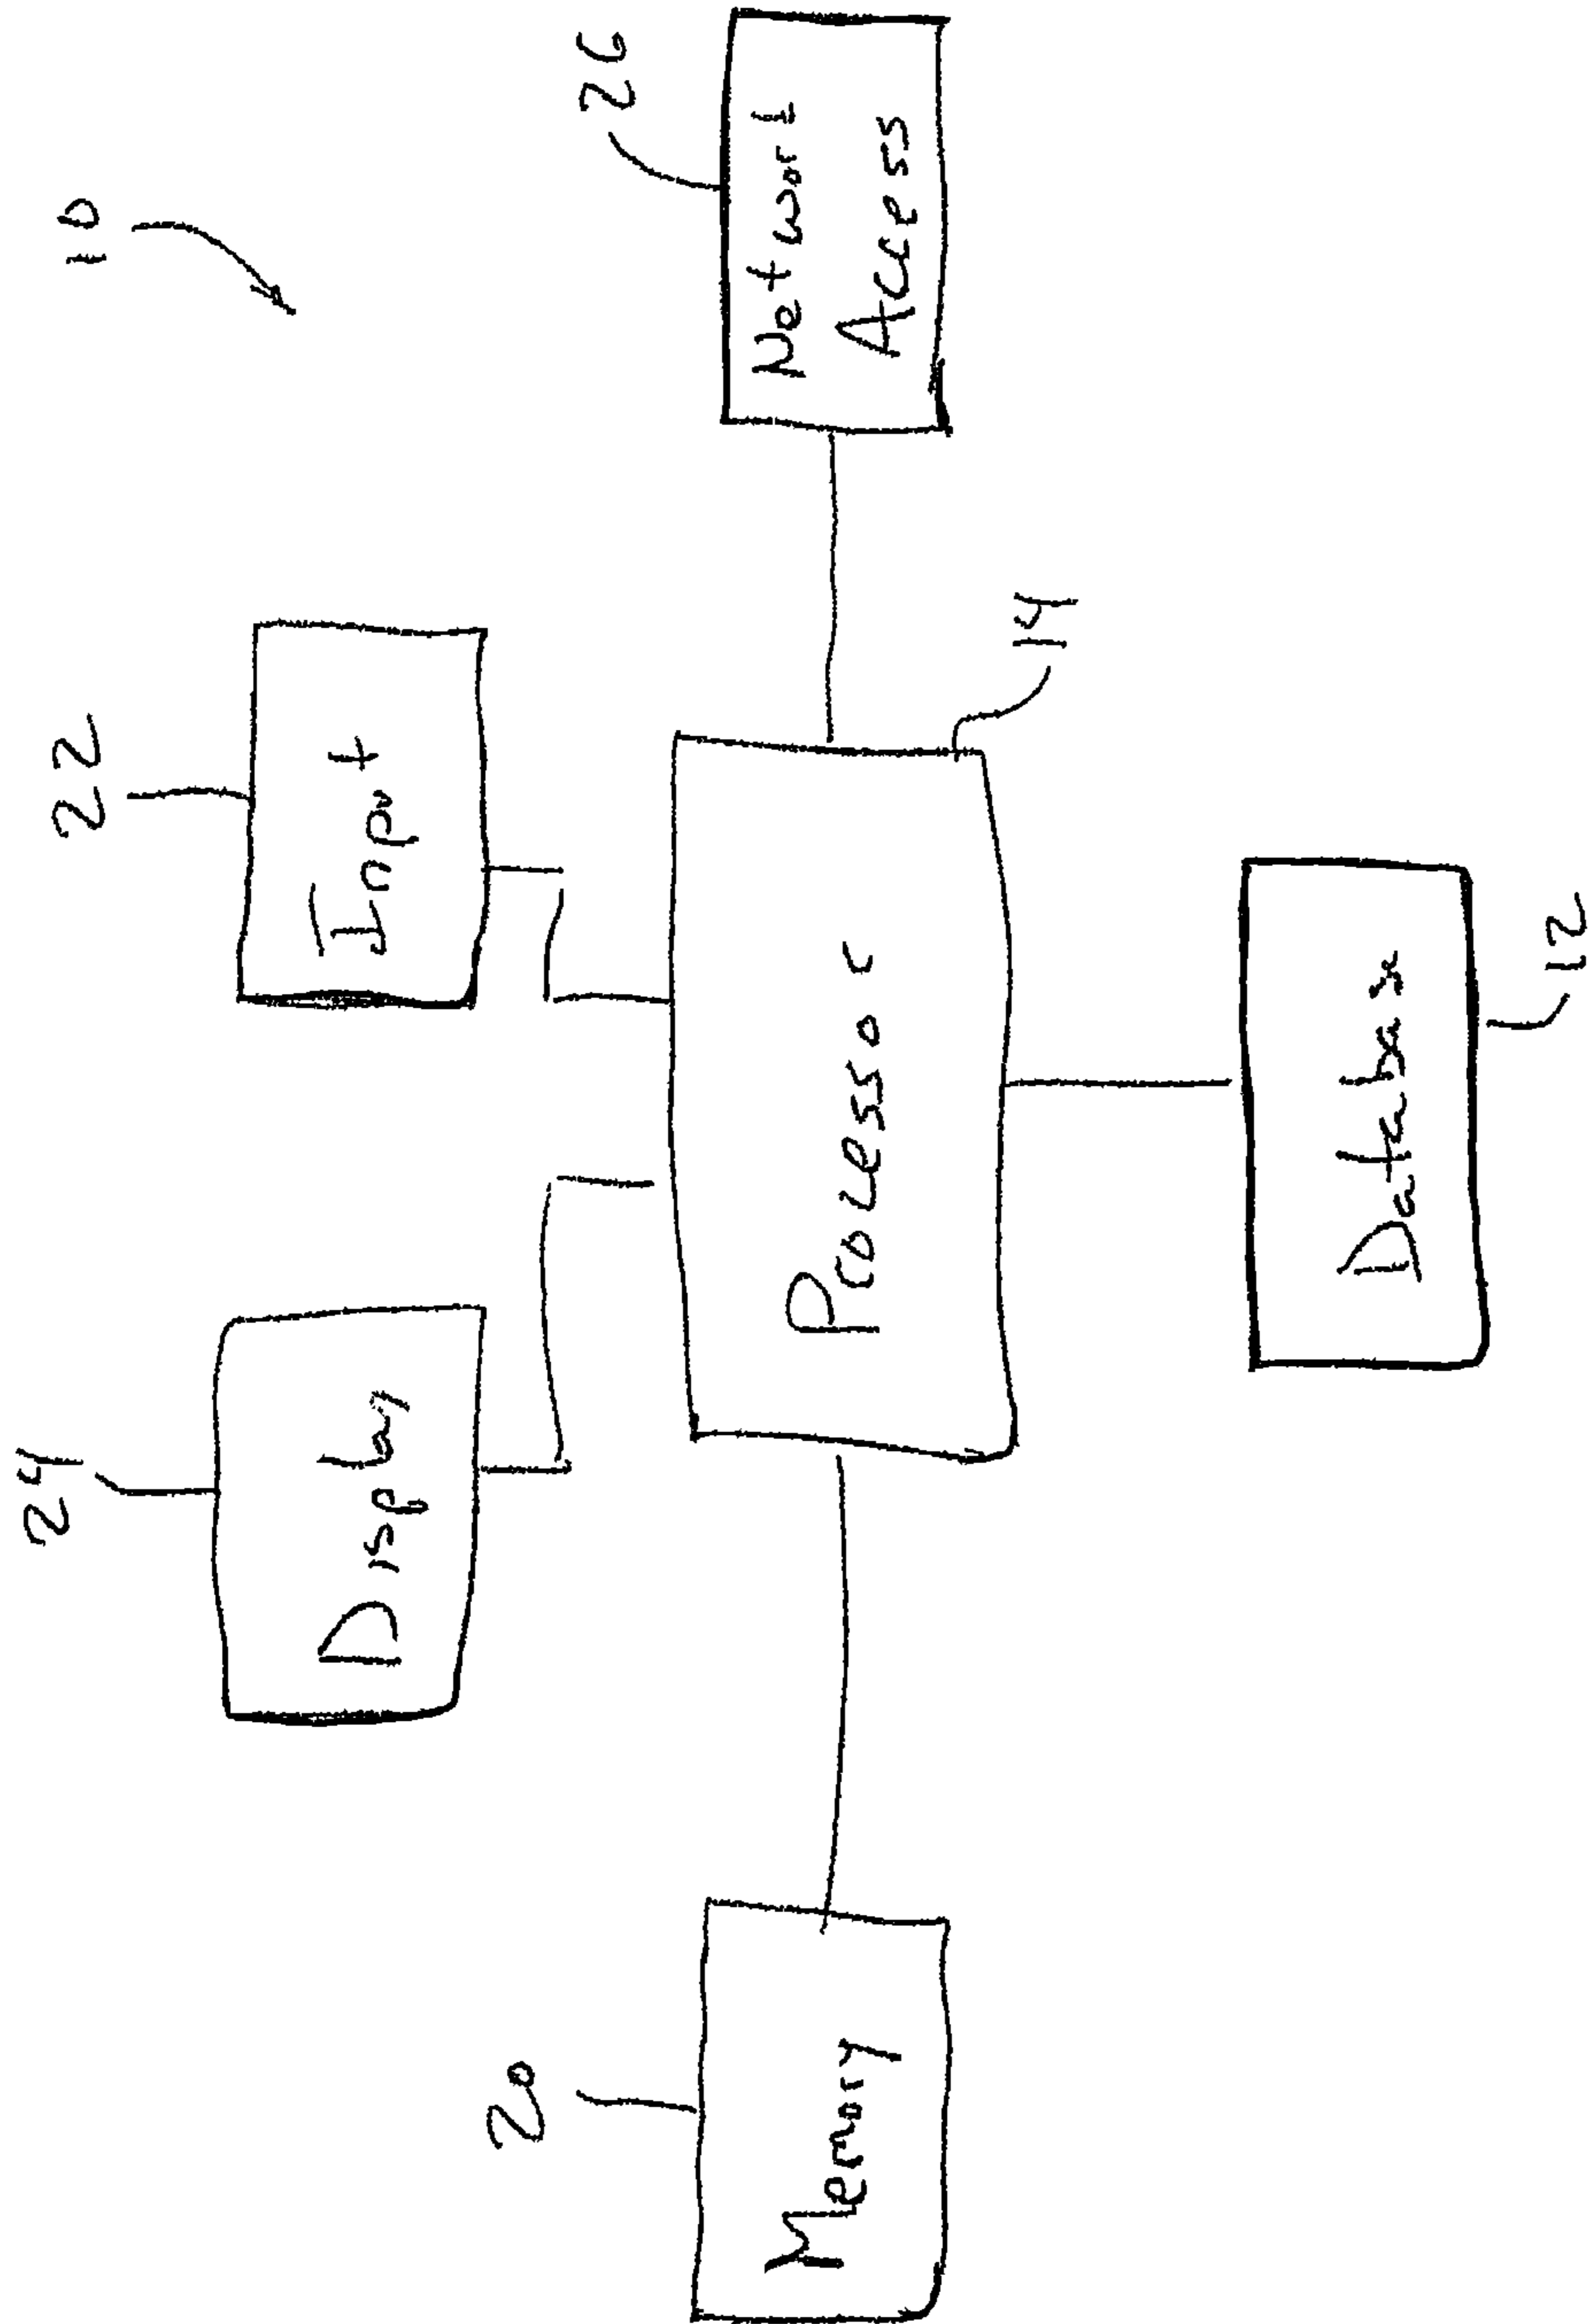 10
24
22
Display
Input
20
26
Memory
Processor
Network
Access
14
Database
12